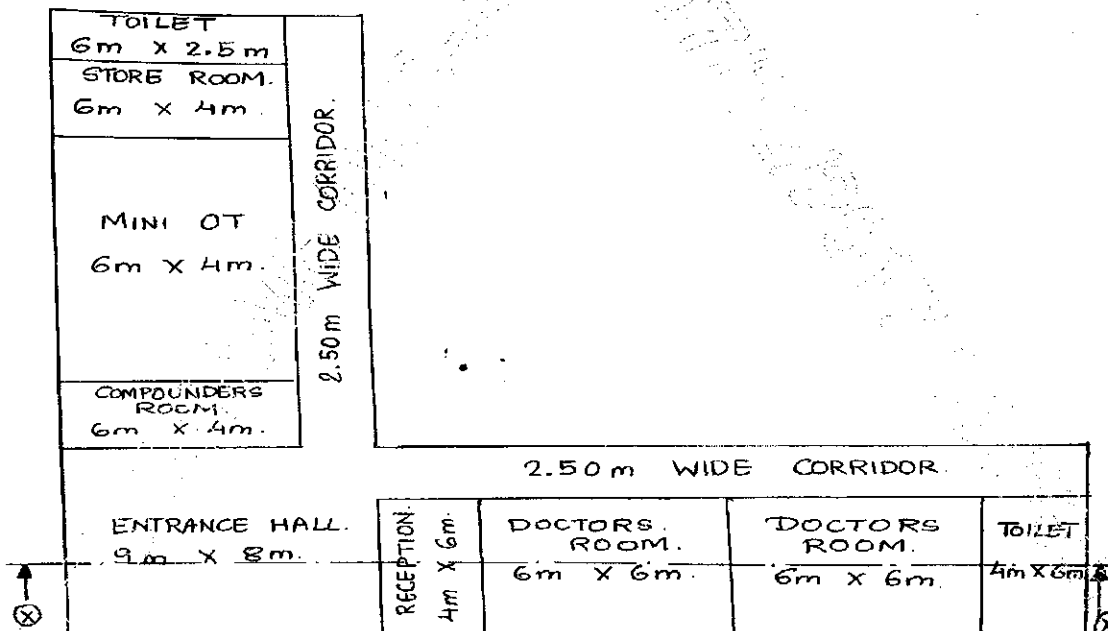 TOILET
6m X 2.5m
STORE ROOM.
6m X 4m.
MINI OT
6m X 4m.
COMPOUNDERS
ROOM.
6m X 4m.
2.50m WIDE CORRIDOR.
2.50m WIDE CORRIDOR
ENTRANCE HALL.
9m X 8m.
RECEPTION.
4m X 6m.
DOCTORS.
ROOM.
6m X 6m.
DOCTORS
ROOM.
6m X 6m
TOILET
4m X 6m
X